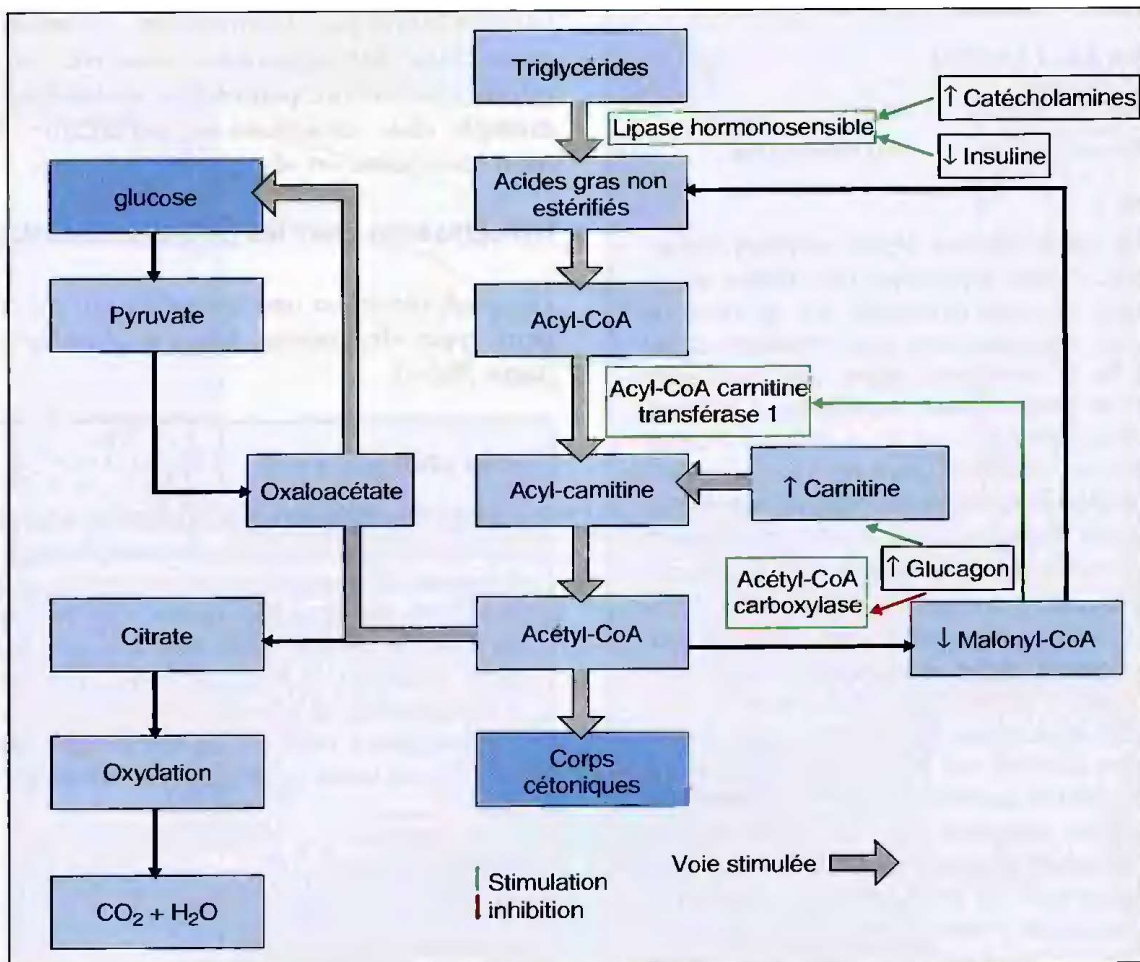 Triglycérides
Lipase hormonosensible
↑ Catécholamines
↓ Insuline
glucose
Acides gras non
estérifiés
Pyruvate
Acyl-CoA
Acyl-CoA carnitine
transférase 1
Oxaloacétate
Acyl-carnitine
↑ Carnitine
↑ Glucagon
Acétyl-CoA
carboxylase
Citrate
Acétyl-CoA
↓ Malonyl-CoA
Oxydation
Corps
cétoniques
Voie stimulée
Stimulation
inhibition
CO₂ + H₂O